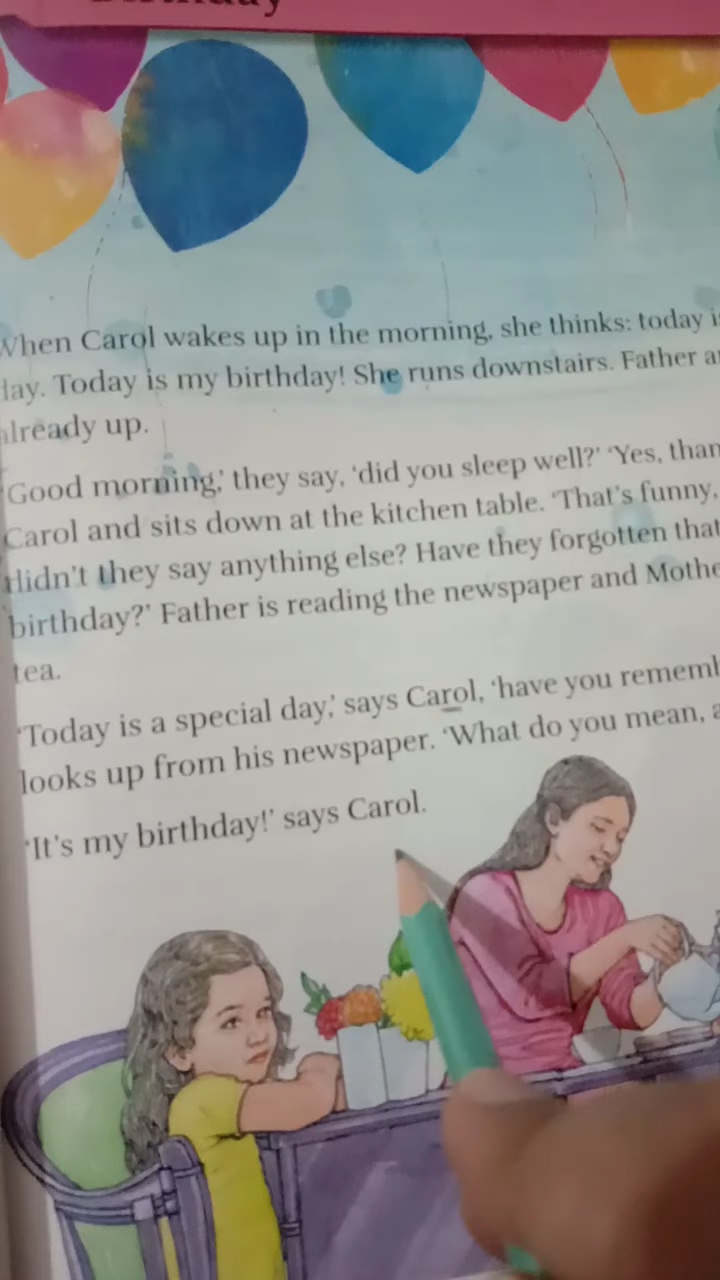 When Carol wakes up in the morning, she thinks: today is
day. Today is my birthday! She runs downstairs. Father
already up.
'Good morning,' they say, 'did you sleep well?' 'Yes,
Carol and sits down at the kitchen table. 'That's funny,
didn't they say anything else? Have they forgotten that
birthday?' Father is reading the newspaper and
tea.
'Today is a special day,' says Carol, 'have you
looks up from his newspaper. 'What do you mean,
'It's my birthday!' says Carol.